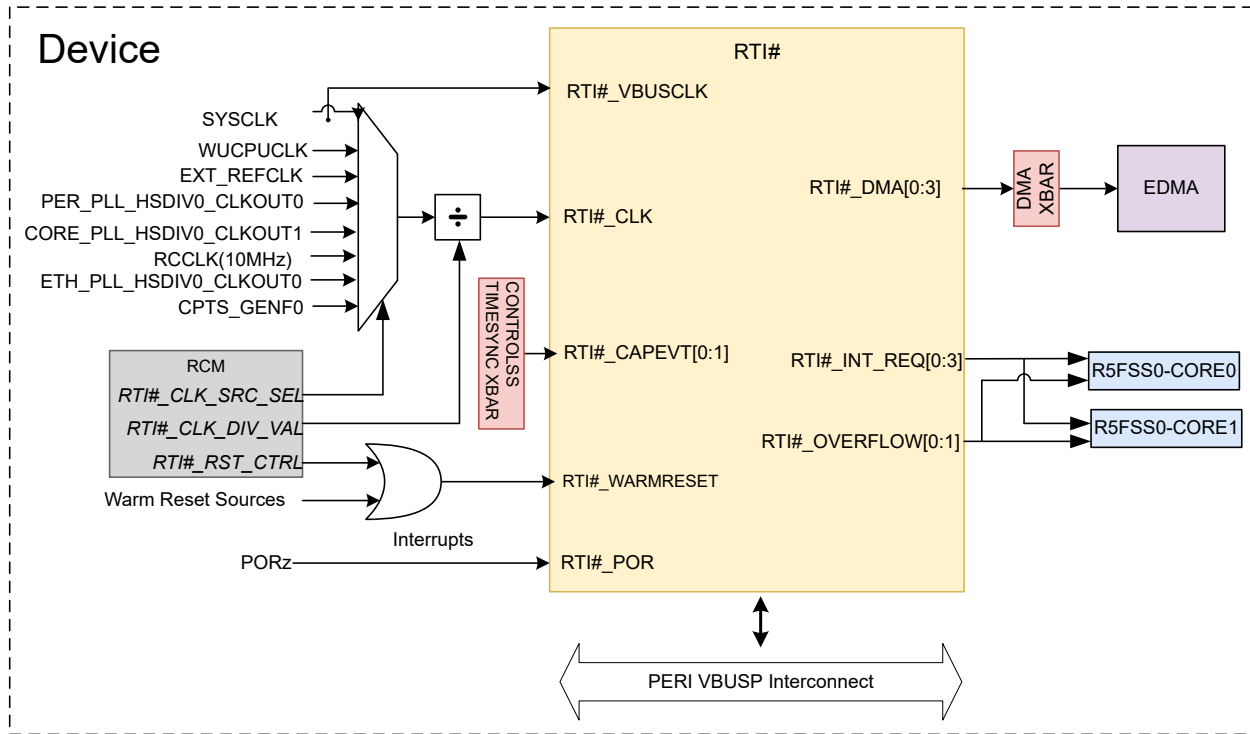 Device
RTI#
SYSCLK
WUCPUCLK
EXT_REFCLK
PER_PLL_HSDIV0_CLKOUT0
CORE_PLL_HSDIV0_CLKOUT1
RCCLK(10MHz)
ETH_PLL_HSDIV0_CLKOUT0
CPTS_GENF0
÷
RCM
RTI#_CLK_SRC_SEL
RTI#_CLK_DIV_VAL
RTI#_RST_CTRL
Warm Reset Sources
Interrupts
PORz
CONTROLSS
TIMESYNC XBAR
RTI#_VBUSCLK
RTI#_CLK
RTI#_CAPEVT[0:1]
RTI#_WARMRESET
RTI#_POR
RTI#_DMA[0:3]
RTI#_INT_REQ[0:3]
RTI#_OVERFLOW[0:1]
DMA
XBAR
EDMA
R5FSS0-CORE0
R5FSS0-CORE1
PERI VBUSP Interconnect